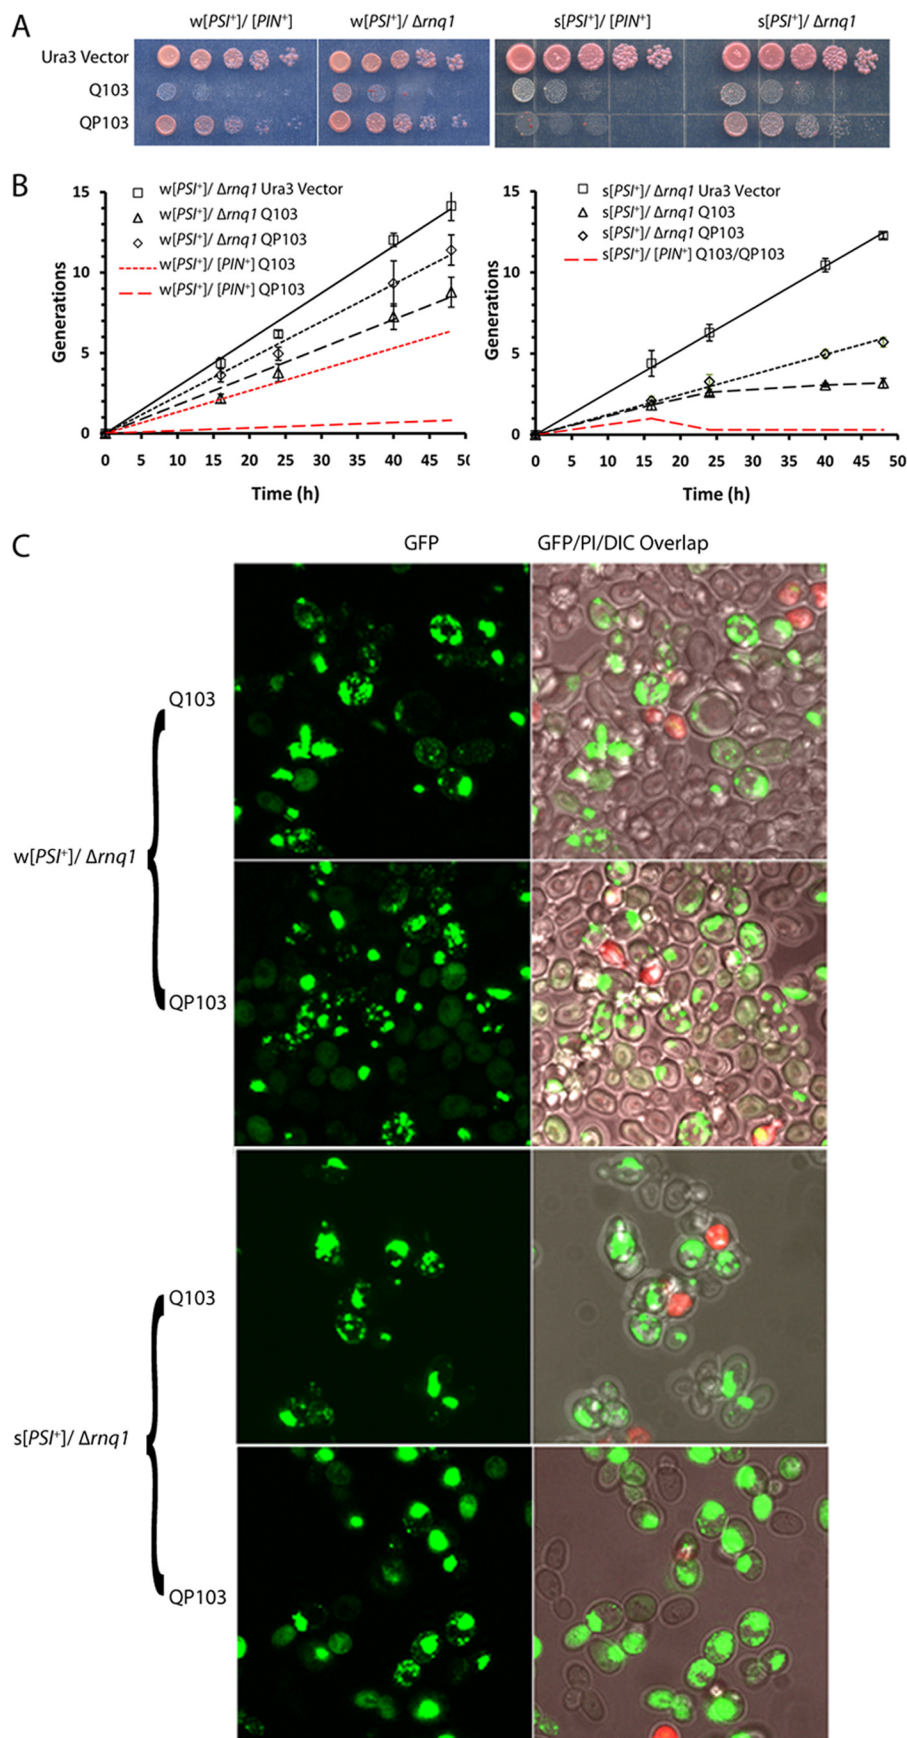 A
w[PSI+]/ [PIN+]
w[PSI+]/ Δrnq1
s[PSI+]/ [PIN+]
s[PSI+]/ Δrnq1
Ura3 Vector
Q103
QP103
B
15
10
5
0
Generations
w[PSI+]/ Δrnq1 Ura3 Vector
w[PSI+]/ Δrnq1 Q103
w[PSI+]/ Δrnq1 QP103
w[PSI+]/ [PIN+] Q103
w[PSI+]/ [PIN+] QP103
0 5 10 15 20 25 30 35 40 45 50
Time (h)
15
10
5
0
Generations
s[PSI+]/ Δrnq1 Ura3 Vector
s[PSI+]/ Δrnq1 Q103
s[PSI+]/ Δrnq1 QP103
s[PSI+]/ [PIN+] Q103/QP103
0 5 10 15 20 25 30 35 40 45 50
Time (h)
C
GFP
GFP/PI/DIC Overlap
Q103
w[PSI+]/ Δrnq1
QP103
Q103
s[PSI+]/ Δrnq1
QP103